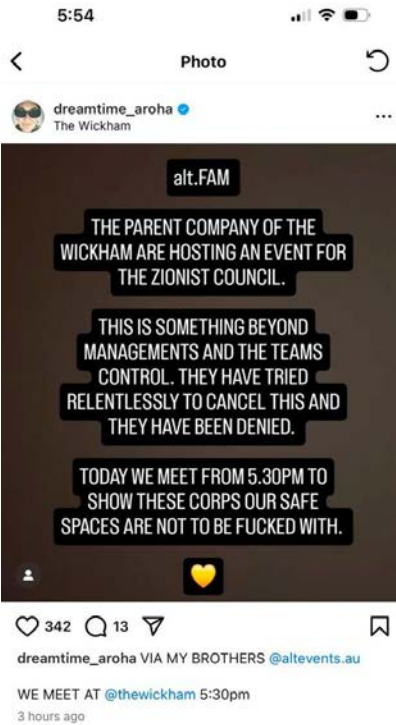 5:54
Photo
dreamtime_aroha
The Wickham
alt.FAM
THE PARENT COMPANY OF THE
WICKHAM ARE HOSTING AN EVENT FOR
THE ZIONIST COUNCIL.
THIS IS SOMETHING BEYOND
MANAGEMENTS AND THE TEAMS
CONTROL. THEY HAVE TRIED
RELENTLESSLY TO CANCEL THIS AND
THEY HAVE BEEN DENIED.
TODAY WE MEET FROM 5.30PM TO
SHOW THESE CORPS OUR SAFE
SPACES ARE NOT TO BE FUCKED WITH.
342 13
dreamtime_aroha VIA MY BROTHERS @altevents.au
WE MEET AT @thewickham 5:30pm
3 hours ago